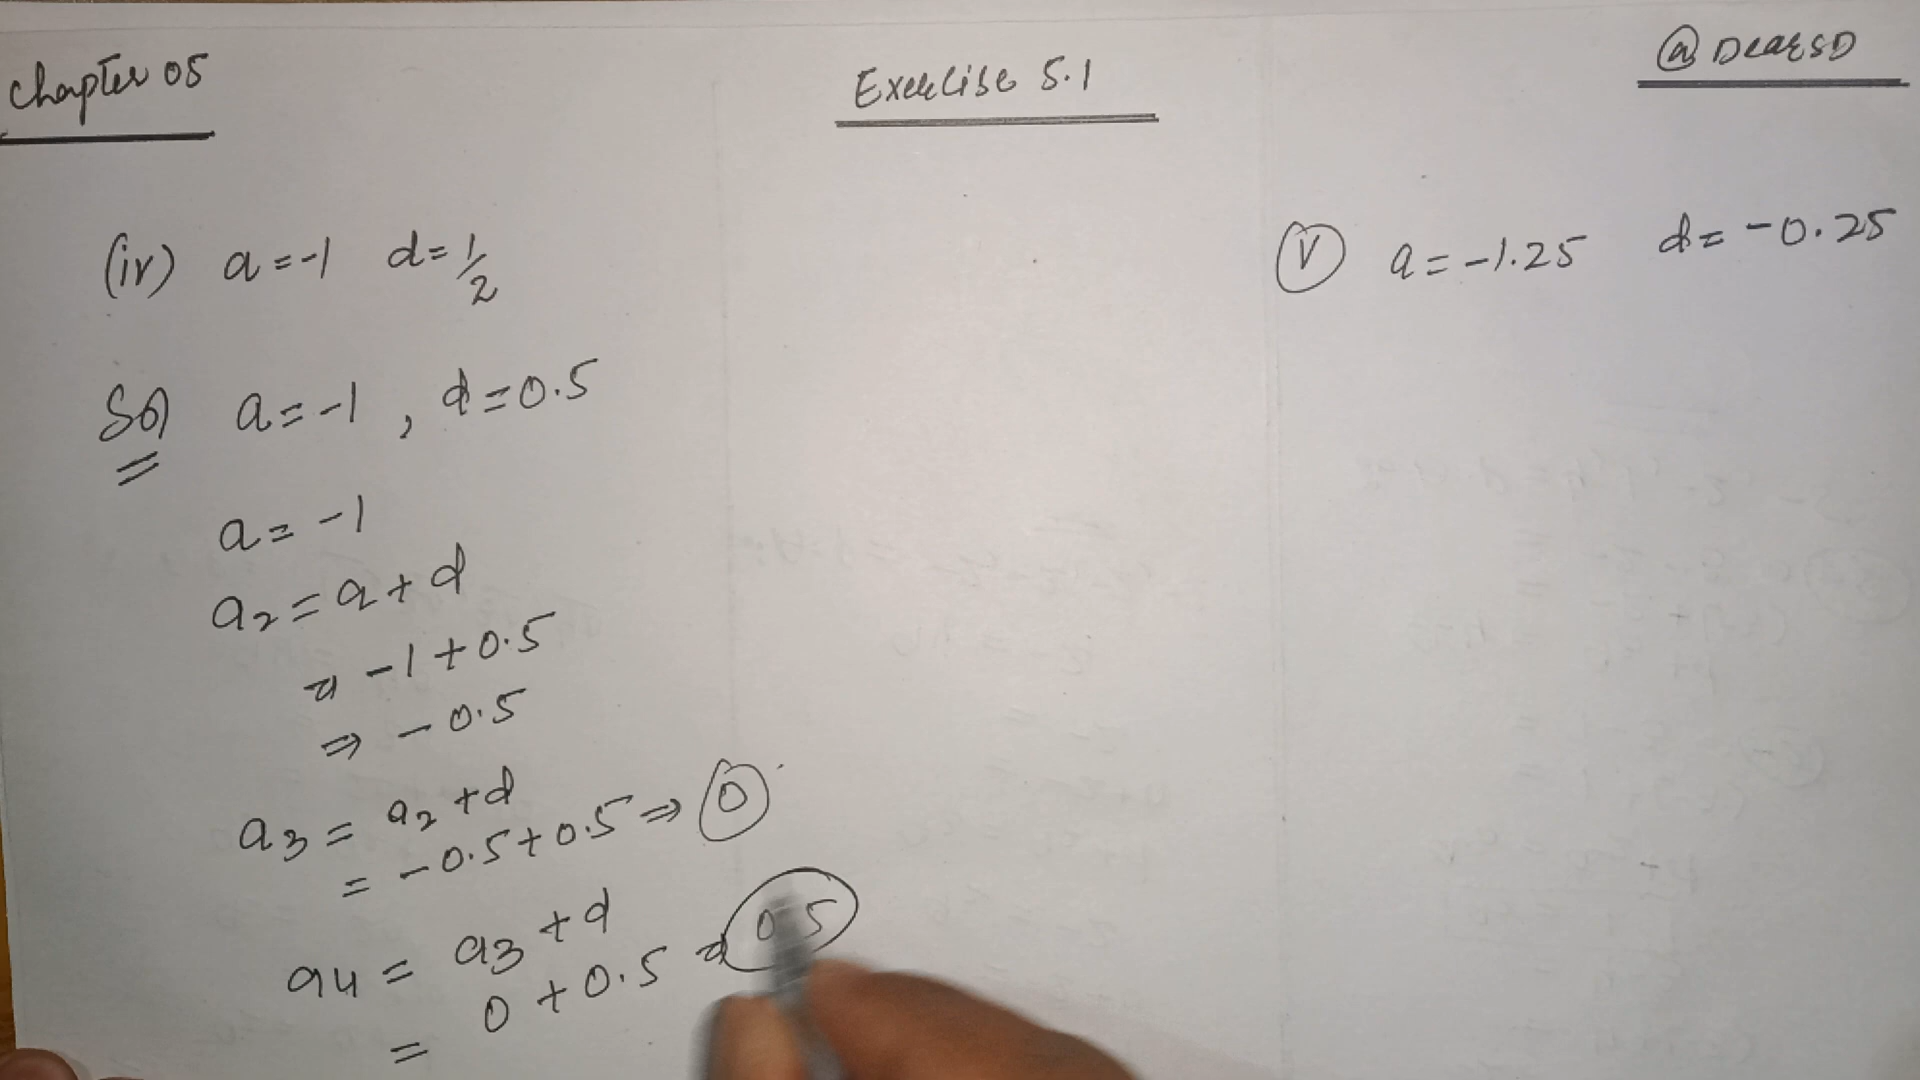 Chapter 05
Exercise 5.1
@ DearSD
(iv) a=-1 d=1/2
Sol a=-1, d=0.5
a=-1
a2=a+d
⇒ -1+0.5
⇒ -0.5
a3= a2+d
= -0.5+0.5 ⇒ 0
a4= a3+d
= 0+0.5 ⇒ 0.5
(V) a=-1.25 d=-0.25